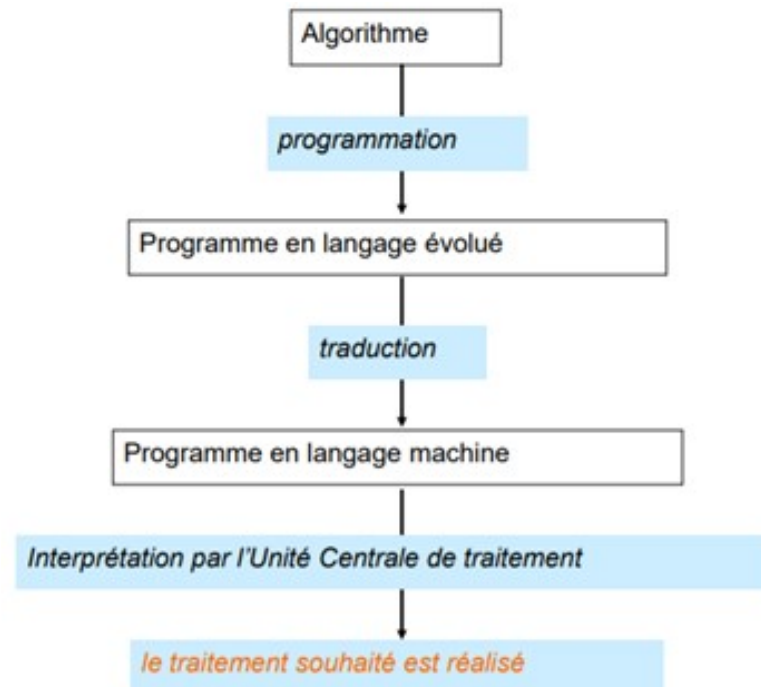 Algorithme
programmation
Programme en langage évolué
traduction
Programme en langage machine
Interprétation par l'Unité Centrale de traitement
le traitement souhaité est réalisé